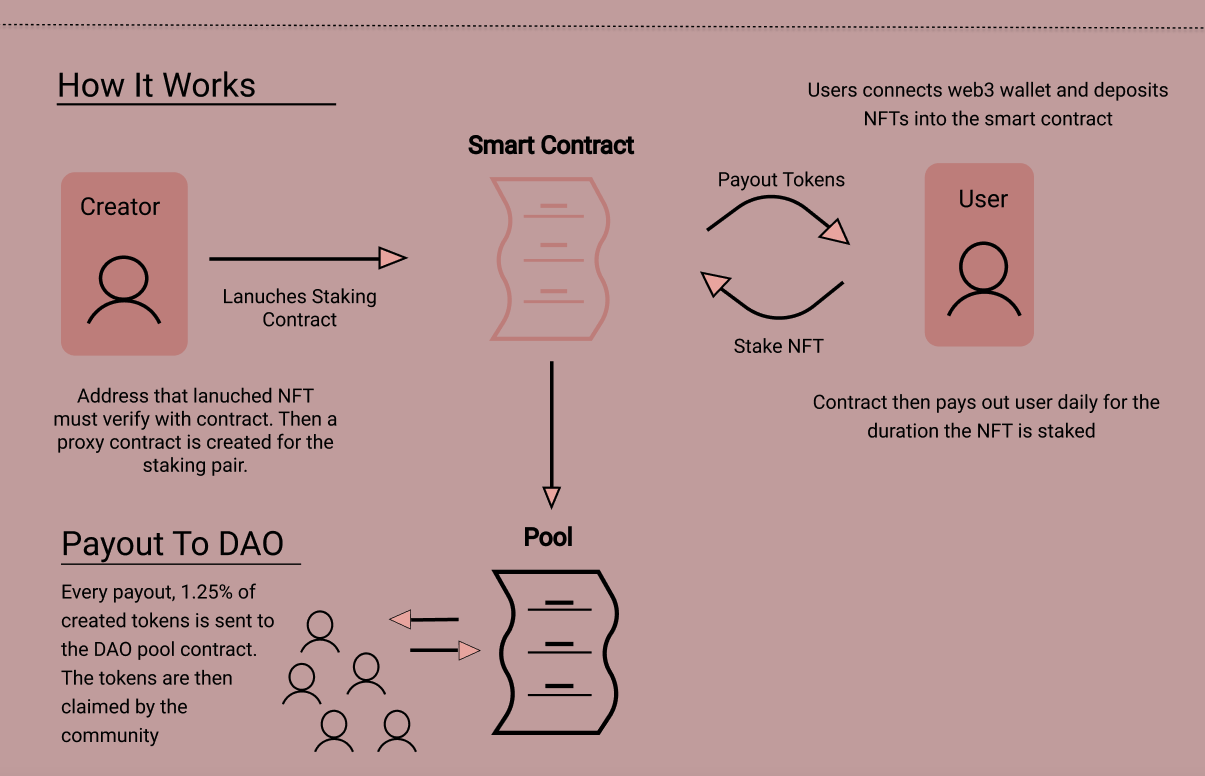 How It Works
Users connects web3 wallet and deposits
NFTs into the smart contract
Smart Contract
Creator
Payout Tokens
User
Lanuches Staking
Contract
Stake NFT
Address that lanuched NFT
must verify with contract. Then a
proxy contract is created for the
staking pair.
Contract then pays out user daily for the
duration the NFT is staked
Pool
Payout To DAO
Every payout, 1.25% of
created tokens is sent to
the DAO pool contract.
The tokens are then
claimed by the
community